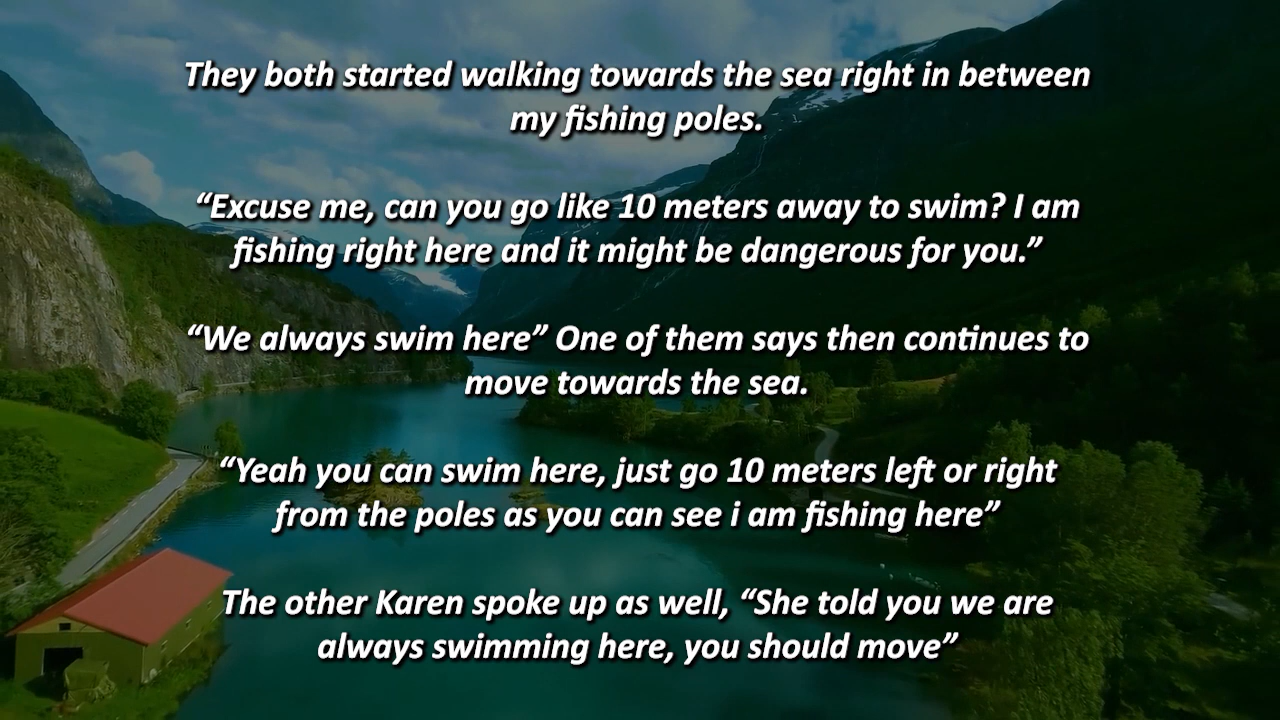 They both started walking towards the sea right in between
my fishing poles.
“Excuse me, can you go like 10 meters away to swim? I am
fishing right here and it might be dangerous for you.”
“We always swim here” One of them says then continues to
move towards the sea.
“Yeah you can swim here, just go 10 meters left or right
from the poles as you can see i am fishing here”
The other Karen spoke up as well, “She told you we are
always swimming here, you should move”